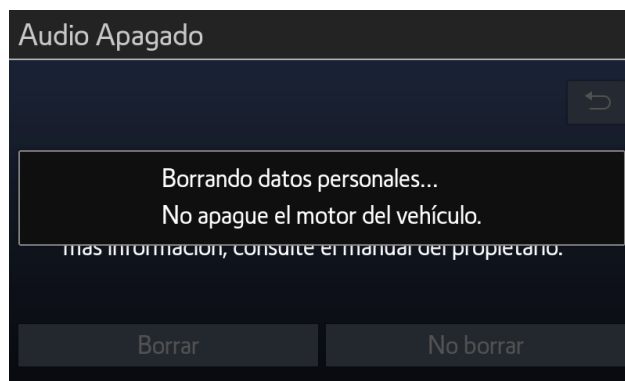 Audio Apagado
Borrando datos personales...
No apague el motor del vehículo.
más información, consulte el manual del propietario.
Borrar No borrar